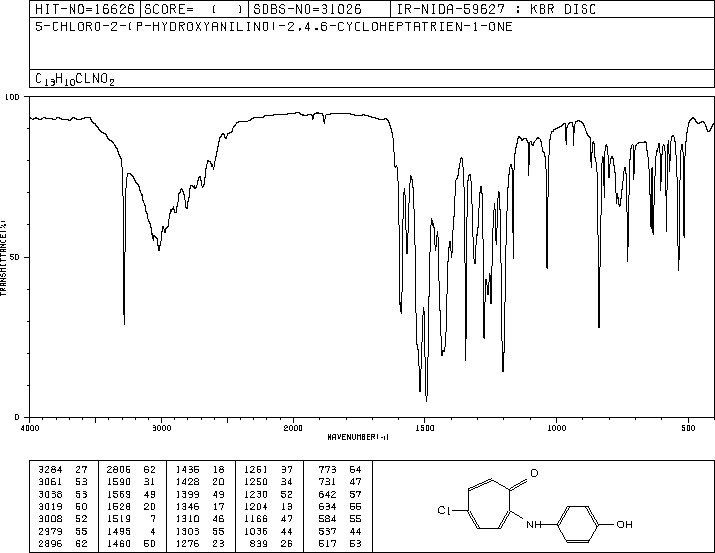 HIT-NO=16626 SCORE= ( ) SDBS-NO=31026 IR-NIDA-59627 : KBR DISC
5-CHLORO-2-(P-HYDROXYANILINO)-2,4,6-CYCLOHEPTATRIEN-1-ONE
C13H10CLNO2
100
50
0
TRANSMITTANCE(%)
4000 3000 2000 1500 1000 500
WAVENUMBER(-1)
3284 27 2806 62 1436 18 1261 37 773 64
3061 53 1590 31 1428 20 1250 34 731 47
3038 53 1569 49 1399 49 1230 52 642 57
3019 50 1528 20 1346 17 1204 13 634 55
3008 52 1519 7 1310 46 1166 47 584 55
2979 55 1495 4 1303 55 1036 44 537 44
2896 62 1460 50 1276 23 839 26 517 53
O
Cl
NH
OH